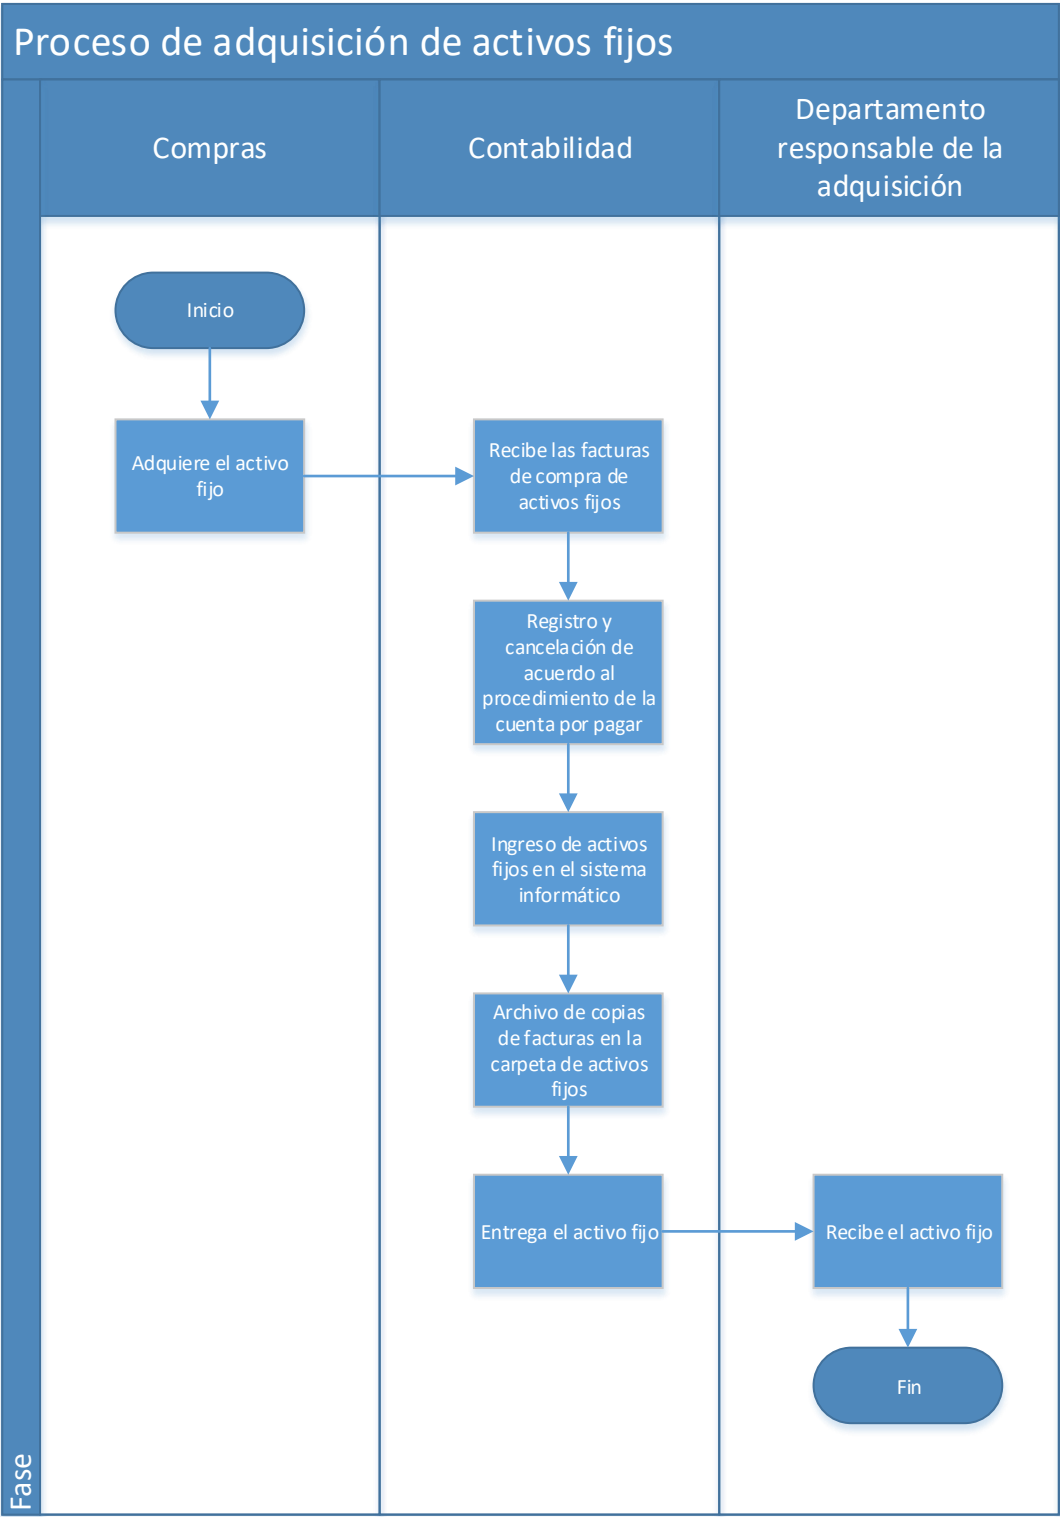 Proceso de adquisición de activos fijos
Compras
Contabilidad
Departamento
responsable de la
adquisición
Inicio
Adquiere el activo
fijo
Recibe las facturas
de compra de
activos fijos
Registro y
cancelación de
acuerdo al
procedimiento de la
cuenta por pagar
Ingreso de activos
fijos en el sistema
informático
Archivo de copias
de facturas en la
carpeta de activos
fijos
Entrega el activo fijo
Recibe el activo fijo
Fin
Fase